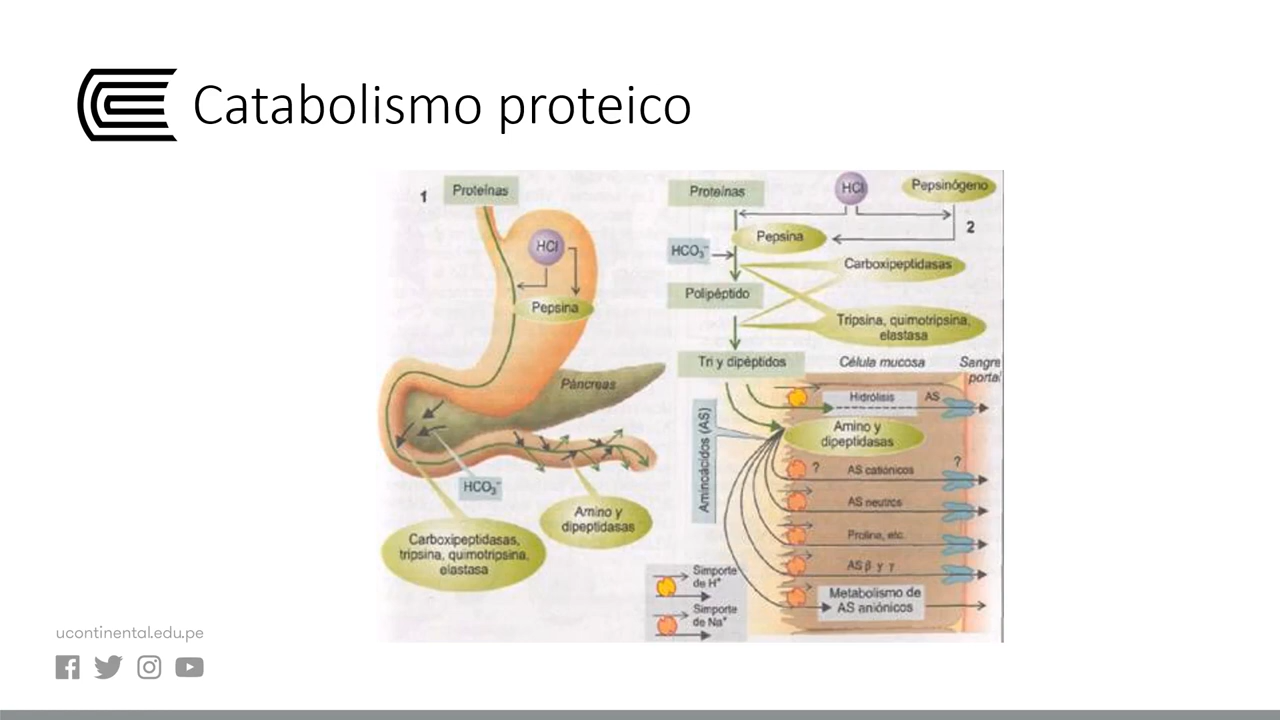 Catabolismo proteico
1
Proteínas
HCl
Pepsina
Páncreas
HCO₃⁻
Amino y
dipeptidasas
Carboxipeptidasas,
tripsina, quimotripsina,
elastasa
Proteínas
HCl
Pepsinógeno
2
Pepsina
HCO₃⁻
Carboxipeptidasas
Polipéptido
Tripsina, quimotripsina,
elastasa
Tri y dipéptidos
Célula mucosa
Sangre
portal
Hidrólisis
AS
Aminoácidos (AS)
Amino y
dipeptidasas
?
AS catiónicos
?
AS neutros
Prolina, etc.
AS β y γ
Metabolismo de
AS aniónicos
Simporte
de H⁺
Simporte
de Na⁺
ucontinental.edu.pe